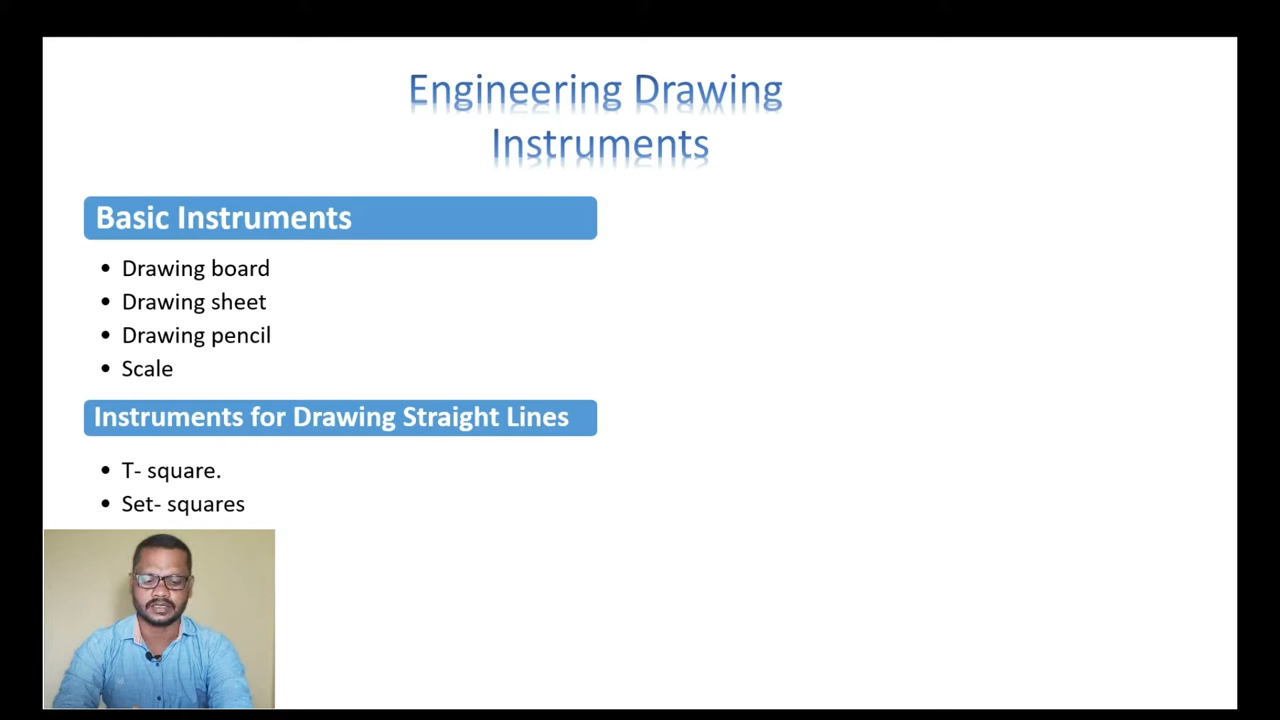 Engineering Drawing
Instruments
Basic Instruments
• Drawing board
• Drawing sheet
• Drawing pencil
• Scale
Instruments for Drawing Straight Lines
• T- square.
• Set- squares